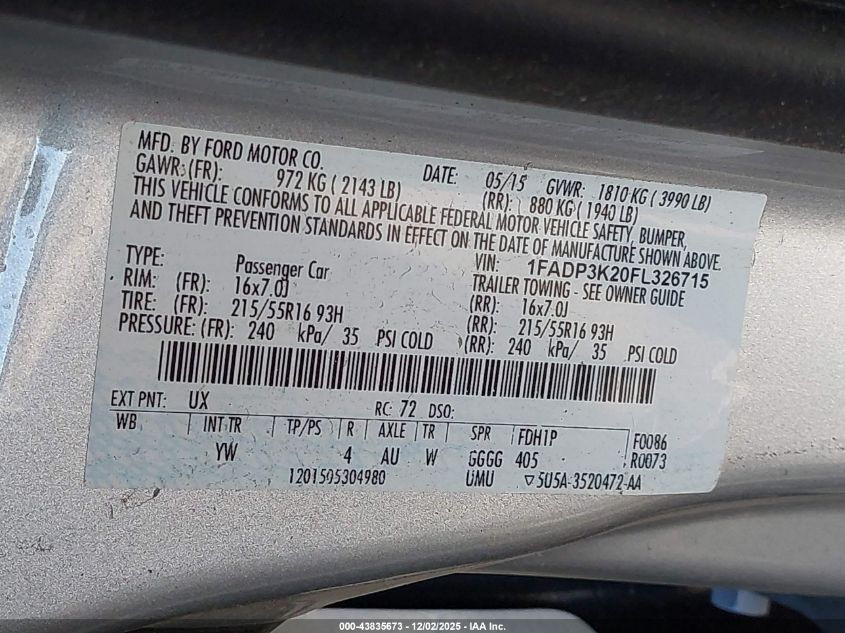 MFD. BY FORD MOTOR CO. DATE: 05/15 GVWR: 1810 KG ( 3990 LB)
GAWR: (FR): 972 KG ( 2143 LB) (RR): 880 KG ( 1940 LB)
THIS VEHICLE CONFORMS TO ALL APPLICABLE FEDERAL MOTOR VEHICLE SAFETY, BUMPER,
AND THEFT PREVENTION STANDARDS IN EFFECT ON THE DATE OF MANUFACTURE SHOWN ABOVE.
VIN: 1FADP3K20FL326715
TYPE: Passenger Car TRAILER TOWING - SEE OWNER GUIDE
RIM: (FR): 16x7.0J (RR): 16x7.0J
TIRE: (FR): 215/55R16 93H (RR): 215/55R16 93H
PRESSURE: (FR): 240 kPa/ 35 PSI COLD (RR): 240 kPa/ 35 PSI COLD
EXT PNT: UX RC: 72 DSO:
WB INT TR TP/PS R AXLE TR SPR FDH1P F0086
YW 4 AU W GGGG 405 R0073
1201505304980 UMU ▽5U5A-3520472-AA
000-43835673 - 12/02/2025 - IAA Inc.